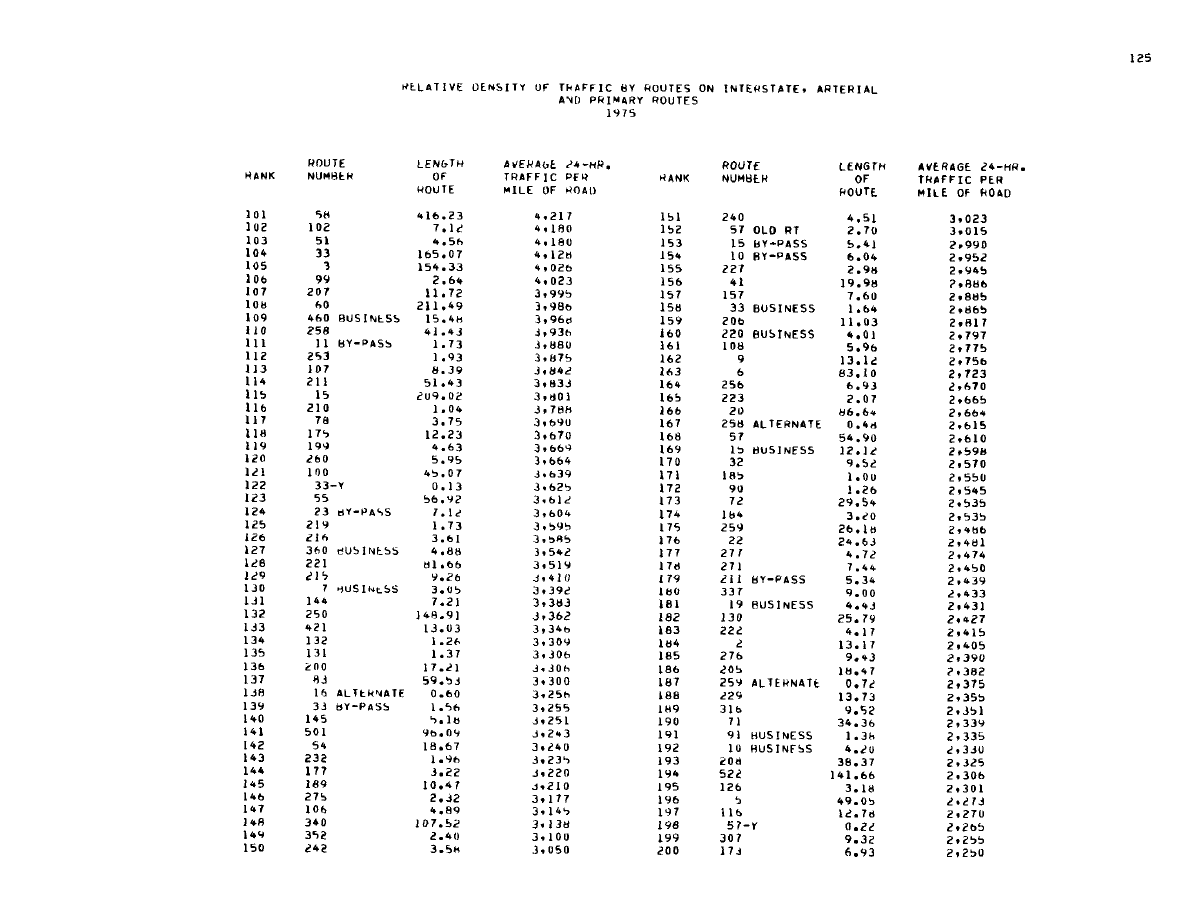 125
RELATIVE DENSITY OF TRAFFIC BY ROUTES ON INTERSTATE, ARTERIAL
AND PRIMARY ROUTES
1975
ROUTE LENGTH AVERAGE 24-HR. ROUTE LENGTH AVERAGE 24-HR.
RANK NUMBER OF TRAFFIC PER RANK NUMBER OF TRAFFIC PER
ROUTE MILE OF ROAD ROUTE MILE OF ROAD
101 58 416.23 4,217 151 240 4.51 3,023
102 102 7.12 4,180 152 57 OLD RT 2.70 3,015
103 51 4.56 4,180 153 15 BY-PASS 5.41 2,990
104 33 165.07 4,128 154 10 BY-PASS 6.04 2,952
105 3 154.33 4,026 155 227 2.98 2,945
106 99 2.64 4,023 156 41 19.98 2,886
107 207 11.72 3,995 157 157 7.60 2,885
108 60 211.49 3,986 158 33 BUSINESS 1.64 2,865
109 460 BUSINESS 15.48 3,968 159 206 11.03 2,817
110 258 41.43 3,936 160 220 BUSINESS 4.01 2,797
111 11 BY-PASS 1.73 3,880 161 108 5.96 2,775
112 253 1.93 3,875 162 9 13.12 2,756
113 107 8.39 3,842 163 6 83.10 2,723
114 211 51.43 3,833 164 256 6.93 2,670
115 15 209.02 3,801 165 223 2.07 2,665
116 210 1.04 3,788 166 20 86.64 2,664
117 78 3.75 3,690 167 258 ALTERNATE 0.48 2,615
118 175 12.23 3,670 168 57 54.90 2,610
119 199 4.63 3,669 169 15 BUSINESS 12.12 2,598
120 260 5.95 3,664 170 32 9.52 2,570
121 100 45.07 3,639 171 185 1.00 2,550
122 33-Y 0.13 3,625 172 90 1.26 2,545
123 55 56.92 3,612 173 72 29.54 2,535
124 23 BY-PASS 7.12 3,604 174 184 3.20 2,535
125 219 1.73 3,595 175 259 26.18 2,486
126 216 3.61 3,585 176 22 24.63 2,481
127 360 BUSINESS 4.88 3,542 177 277 4.72 2,474
128 221 81.66 3,519 178 271 7.44 2,450
129 215 9.26 3,410 179 211 BY-PASS 5.34 2,439
130 7 BUSINESS 3.05 3,392 180 337 9.00 2,433
131 144 7.21 3,383 181 19 BUSINESS 4.43 2,431
132 250 148.91 3,362 182 130 25.79 2,427
133 421 13.03 3,346 183 222 4.17 2,415
134 132 1.26 3,309 184 2 13.17 2,405
135 131 1.37 3,306 185 276 9.43 2,390
136 200 17.21 3,306 186 205 18.47 2,382
137 83 59.53 3,300 187 259 ALTERNATE 0.72 2,375
138 16 ALTERNATE 0.60 3,256 188 229 13.73 2,355
139 33 BY-PASS 1.56 3,255 189 316 9.52 2,351
140 145 5.18 3,251 190 71 34.36 2,339
141 501 96.09 3,243 191 91 BUSINESS 1.38 2,335
142 54 18.67 3,240 192 10 BUSINESS 4.20 2,330
143 232 1.96 3,235 193 208 38.37 2,325
144 177 3.22 3,220 194 522 141.66 2,306
145 189 10.47 3,210 195 126 3.18 2,301
146 275 2.32 3,177 196 5 49.05 2,273
147 106 4.89 3,145 197 116 12.78 2,270
148 340 107.52 3,138 198 57-Y 0.22 2,265
149 352 2.40 3,100 199 307 9.32 2,255
150 242 3.58 3,050 200 173 6.93 2,250